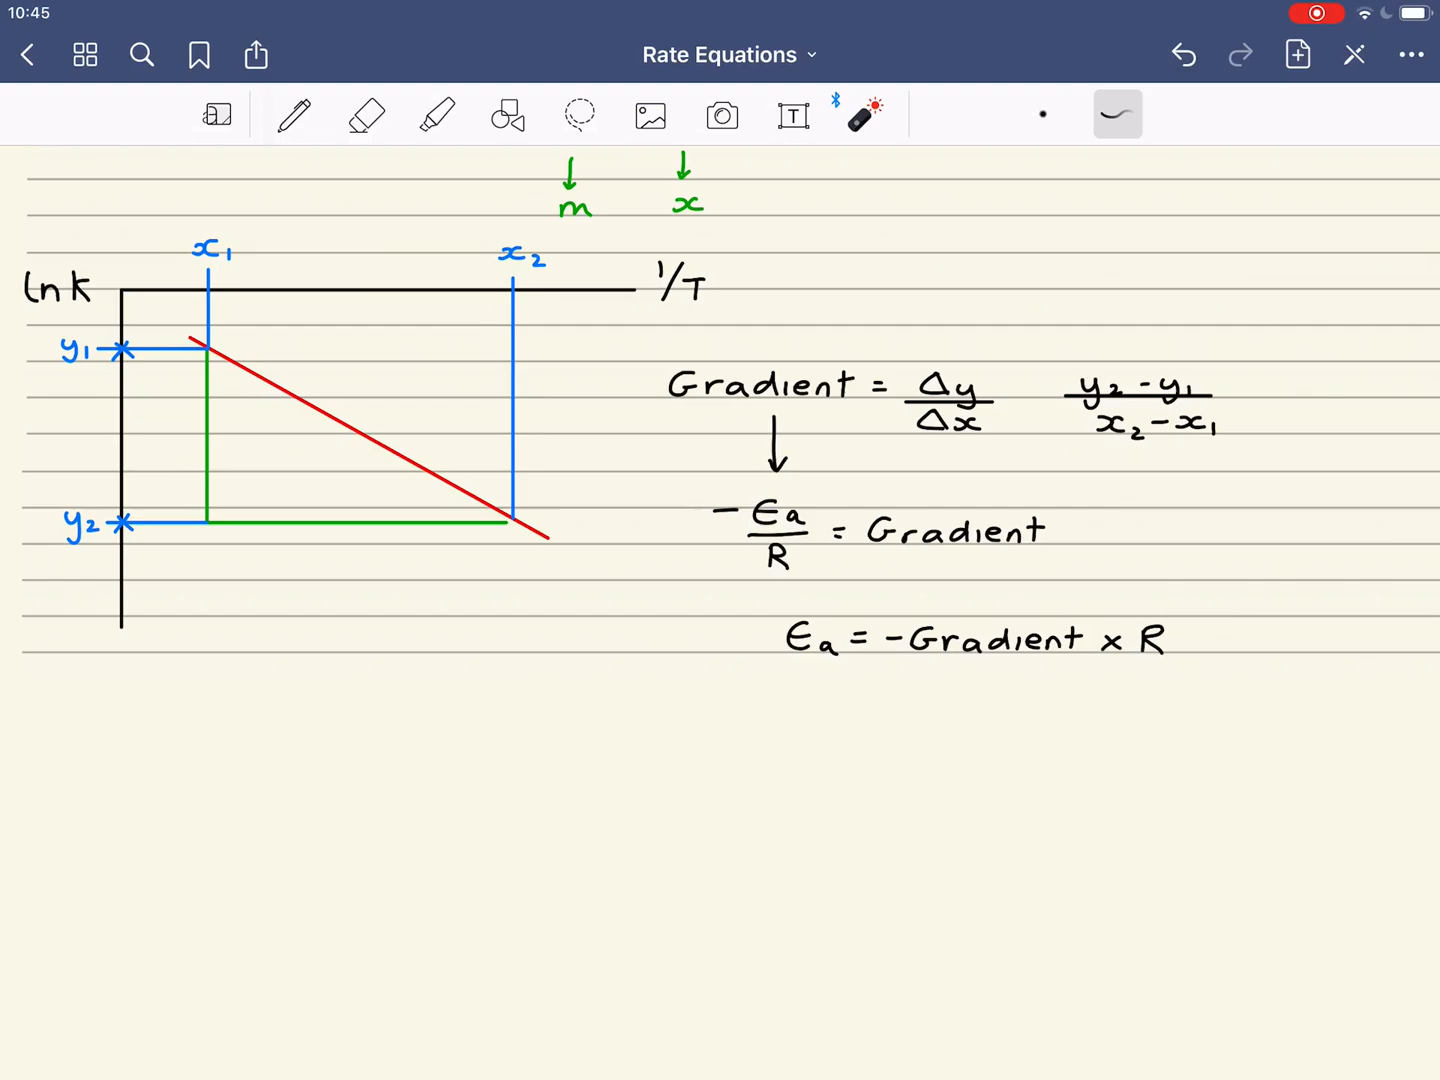 10:45
Rate Equations
T
m x
x₁ x₂
ln k 1/T
y₁
Gradient = Δy/Δx y₂ - y₁/x₂ - x₁
y₂
-Ea/R = Gradient
Ea = -Gradient × R